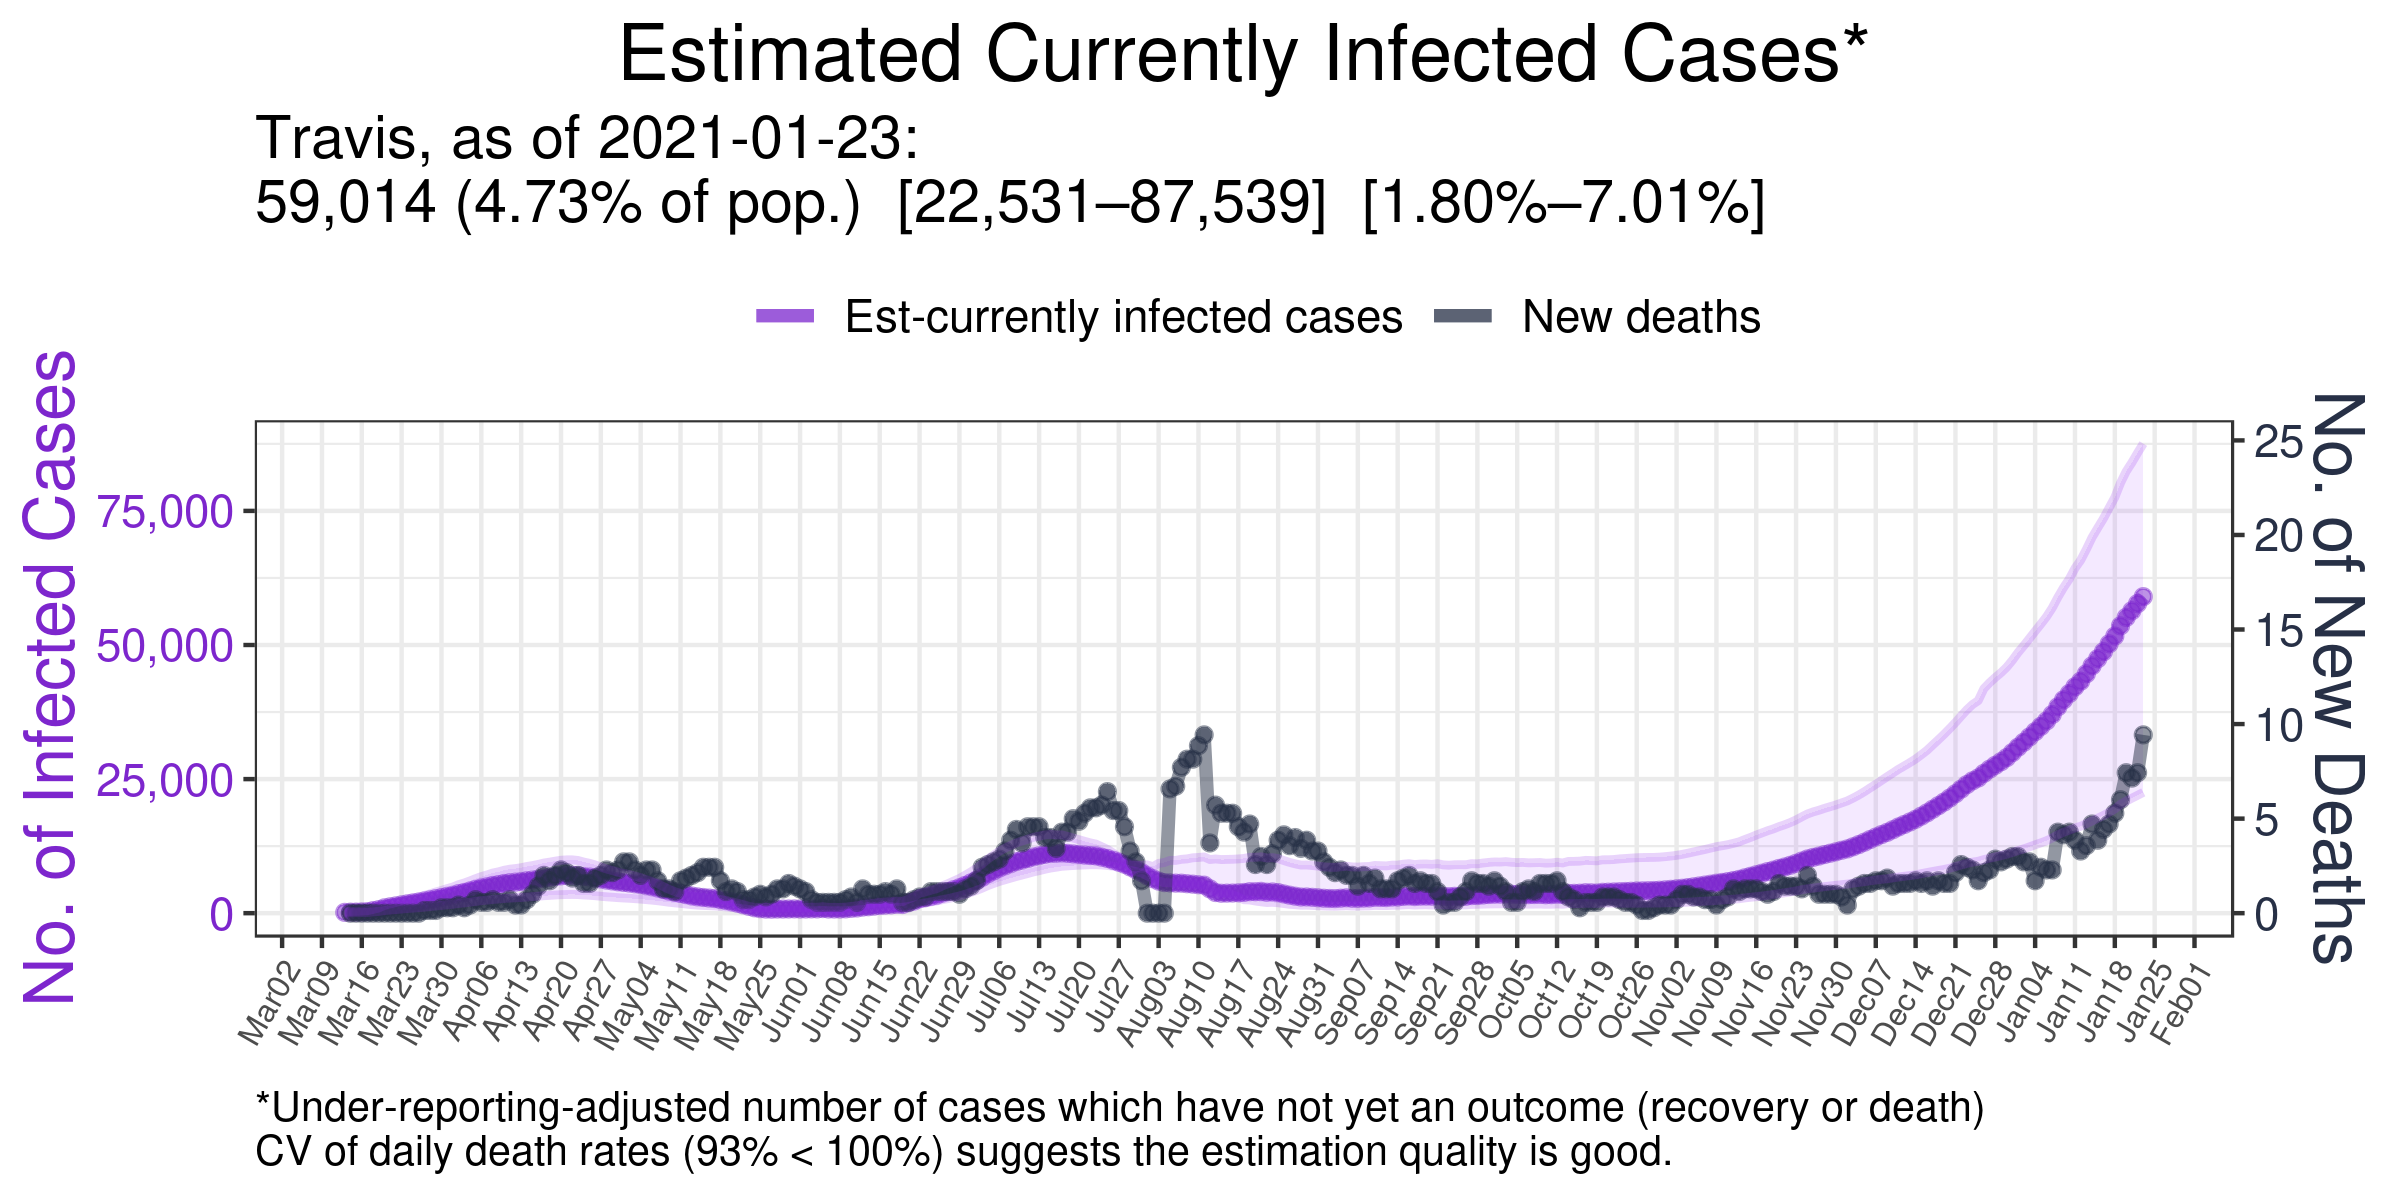 Estimated Currently Infected Cases*
Travis, as of 2021-01-23:
59,014 (4.73% of pop.)  [22,531–87,539]  [1.80%–7.01%]
Est-currently infected cases
New deaths
No. of Infected Cases
75,000
50,000
25,000
0
25
20
15
10
5
0
No. of New Deaths
Mar02
Mar09
Mar16
Mar23
Mar30
Apr06
Apr13
Apr20
Apr27
May04
May11
May18
May25
Jun01
Jun08
Jun15
Jun22
Jun29
Jul06
Jul13
Jul20
Jul27
Aug03
Aug10
Aug17
Aug24
Aug31
Sep07
Sep14
Sep21
Sep28
Oct05
Oct12
Oct19
Oct26
Nov02
Nov09
Nov16
Nov23
Nov30
Dec07
Dec14
Dec21
Dec28
Jan04
Jan11
Jan18
Jan25
Feb01
*Under-reporting-adjusted number of cases which have not yet an outcome (recovery or death)
CV of daily death rates (93% < 100%) suggests the estimation quality is good.